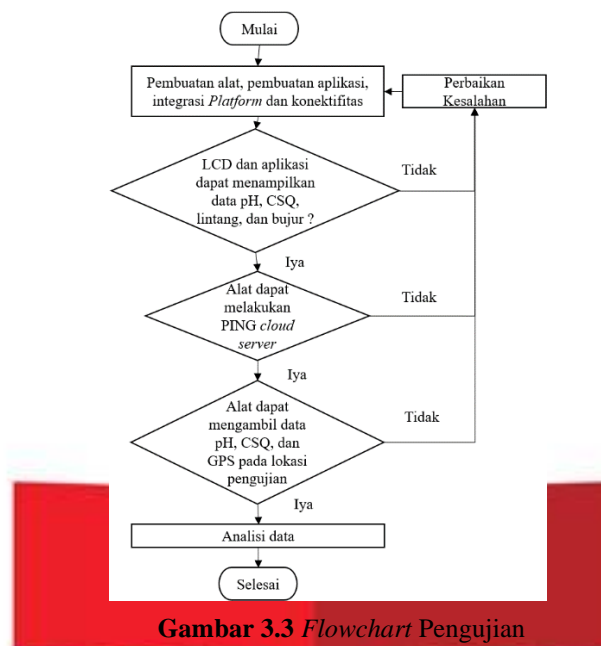 Mulai
Pembuatan alat, pembuatan aplikasi,
integrasi Platform dan konektifitas
Perbaikan
Kesalahan
LCD dan aplikasi
dapat menampilkan
data pH, CSQ,
lintang, dan bujur ?
Tidak
Iya
Alat dapat
melakukan
PING cloud
server
Tidak
Iya
Alat dapat
mengambil data
pH, CSQ, dan
GPS pada lokasi
pengujian
Tidak
Iya
Analisi data
Selesai
Gambar 3.3 Flowchart Pengujian